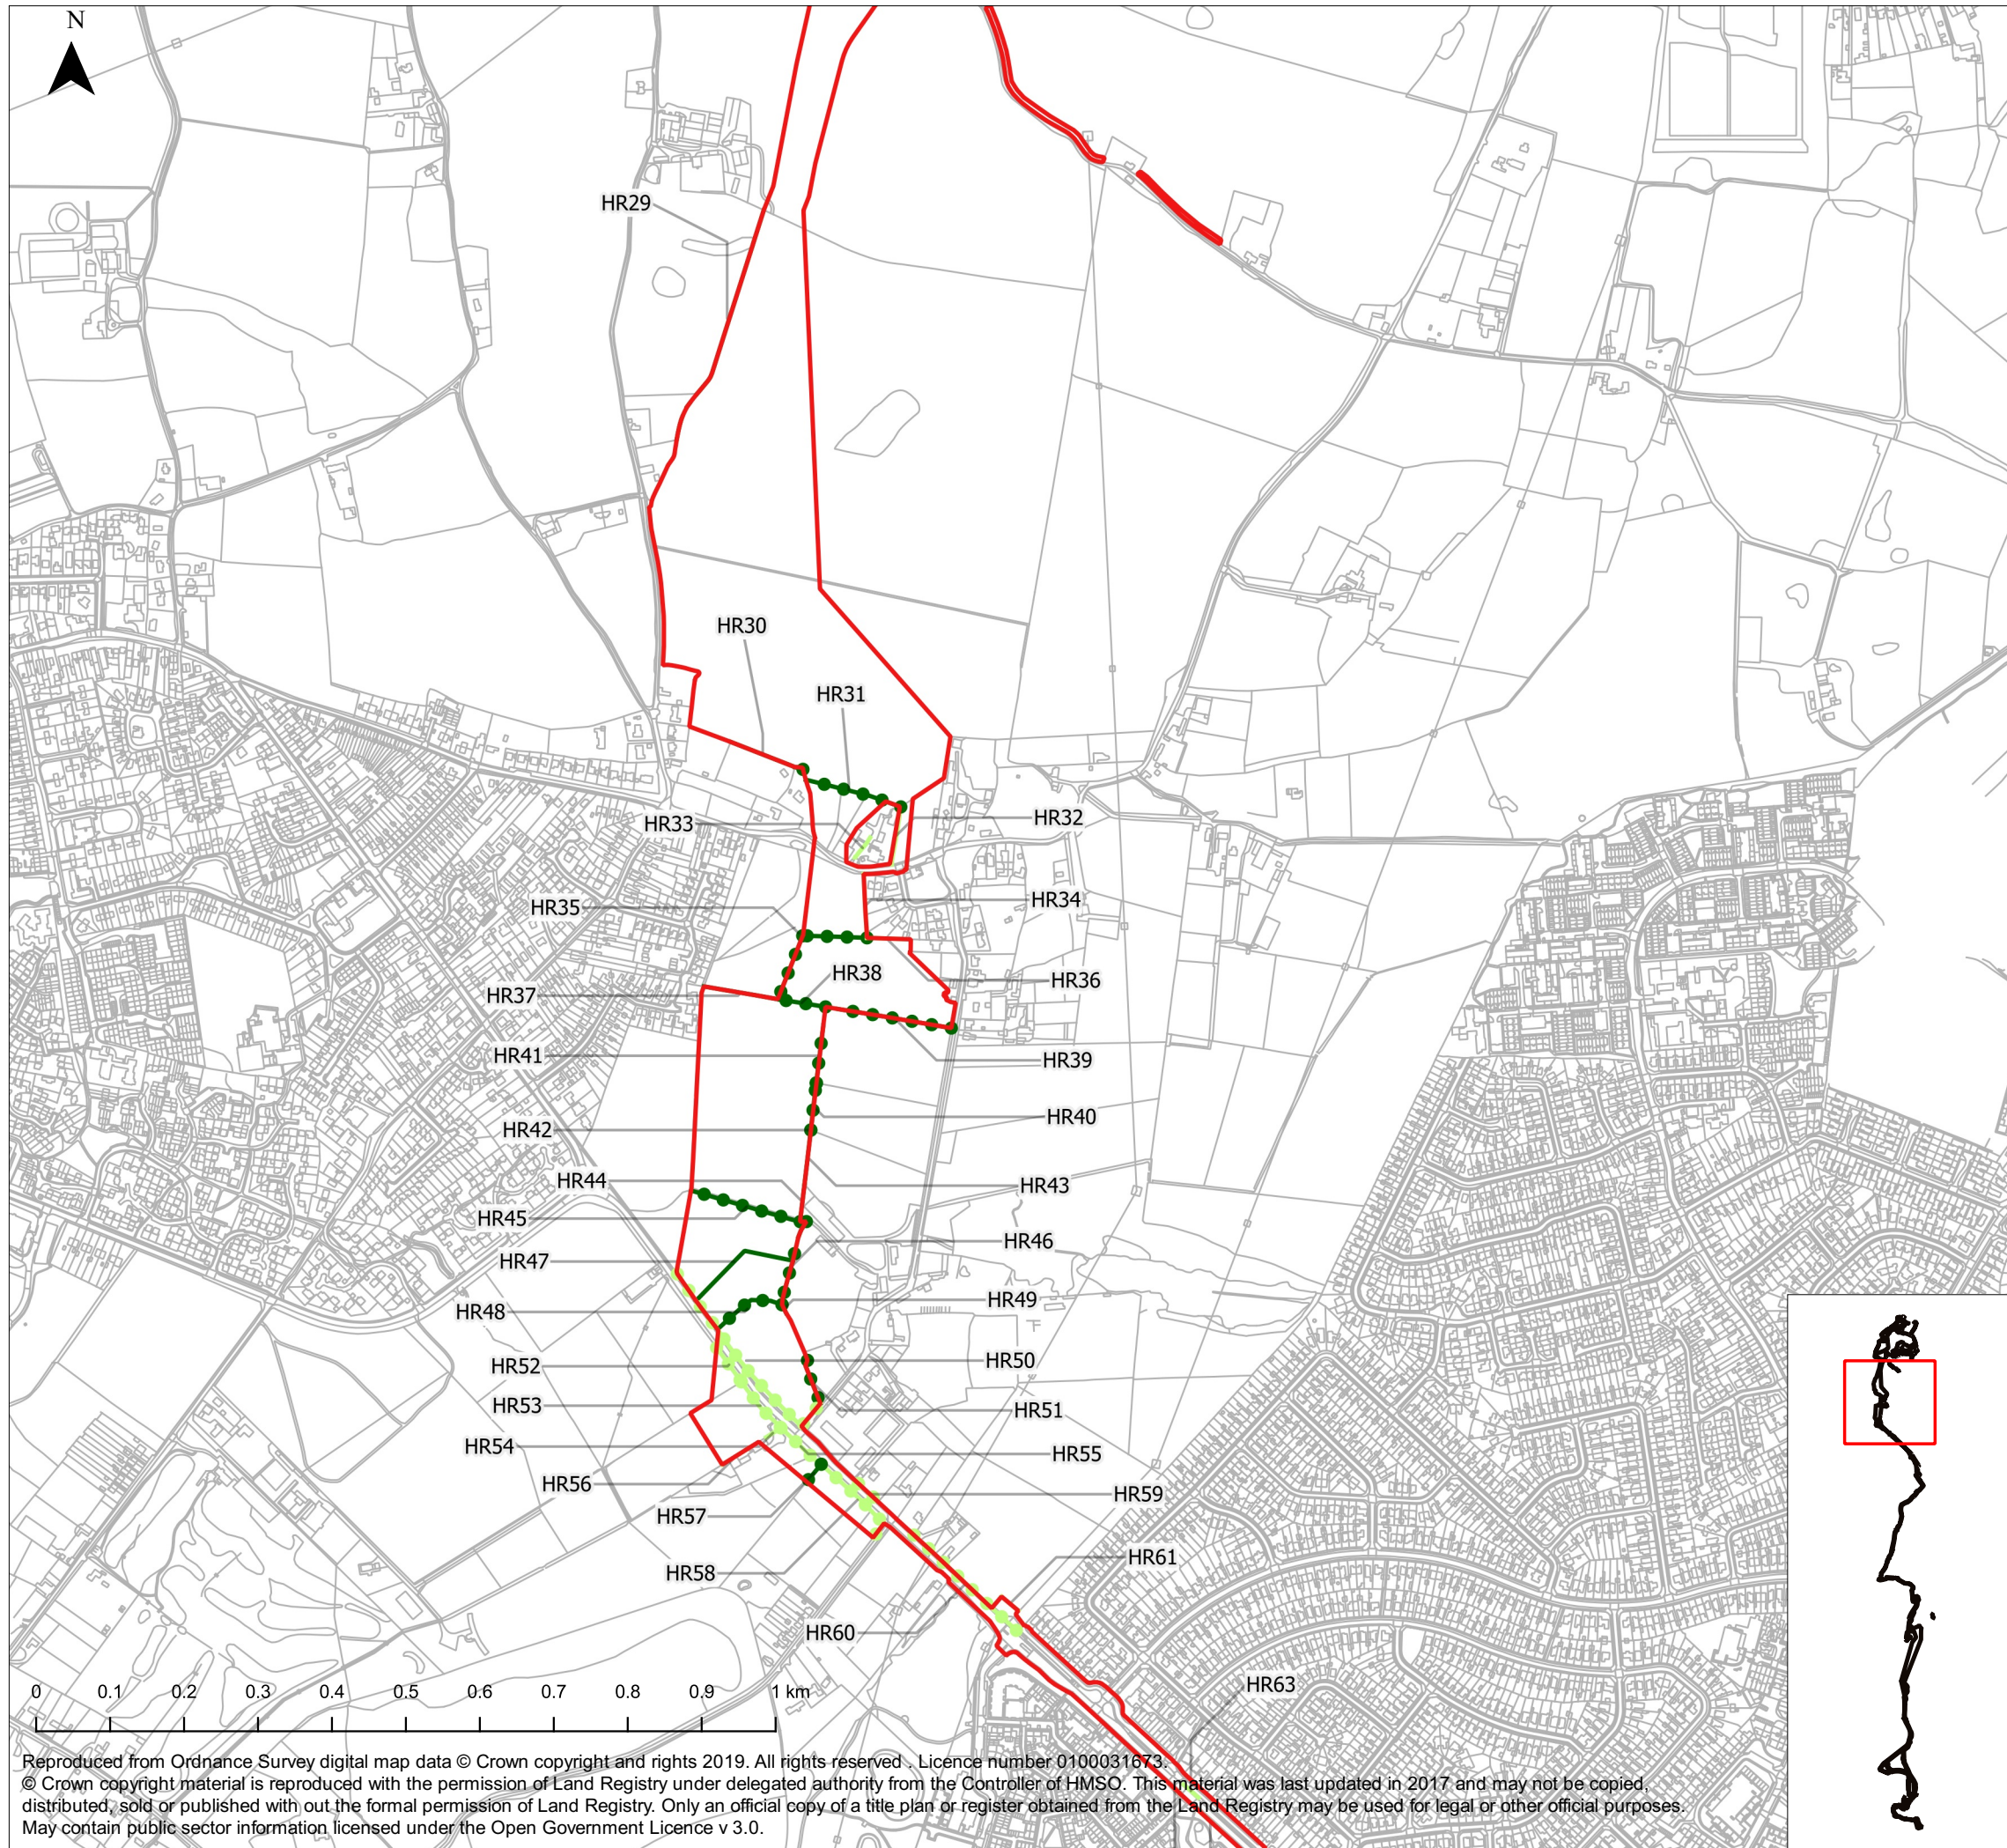 N
HR29
HR30
HR31
HR33
HR32
HR35
HR34
HR38
HR36
HR37
HR41
HR39
HR40
HR42
HR44
HR43
HR45
HR46
HR47
HR48
HR49
HR52
HR50
HR53
HR51
HR54
HR55
HR56
HR59
HR57
HR61
HR58
HR60
HR63
0 0.1 0.2 0.3 0.4 0.5 0.6 0.7 0.8 0.9 1 km
Reproduced from Ordnance Survey digital map data © Crown copyright and rights 2019. All rights reserved . Licence number 0100031673.
© Crown copyright material is reproduced with the permission of Land Registry under delegated authority from the Controller of HMSO. This material was last updated in 2017 and may not be copied,
distributed, sold or published with out the formal permission of Land Registry. Only an official copy of a title plan or register obtained from the Land Registry may be used for legal or other official purposes.
May contain public sector information licensed under the Open Government Licence v 3.0.